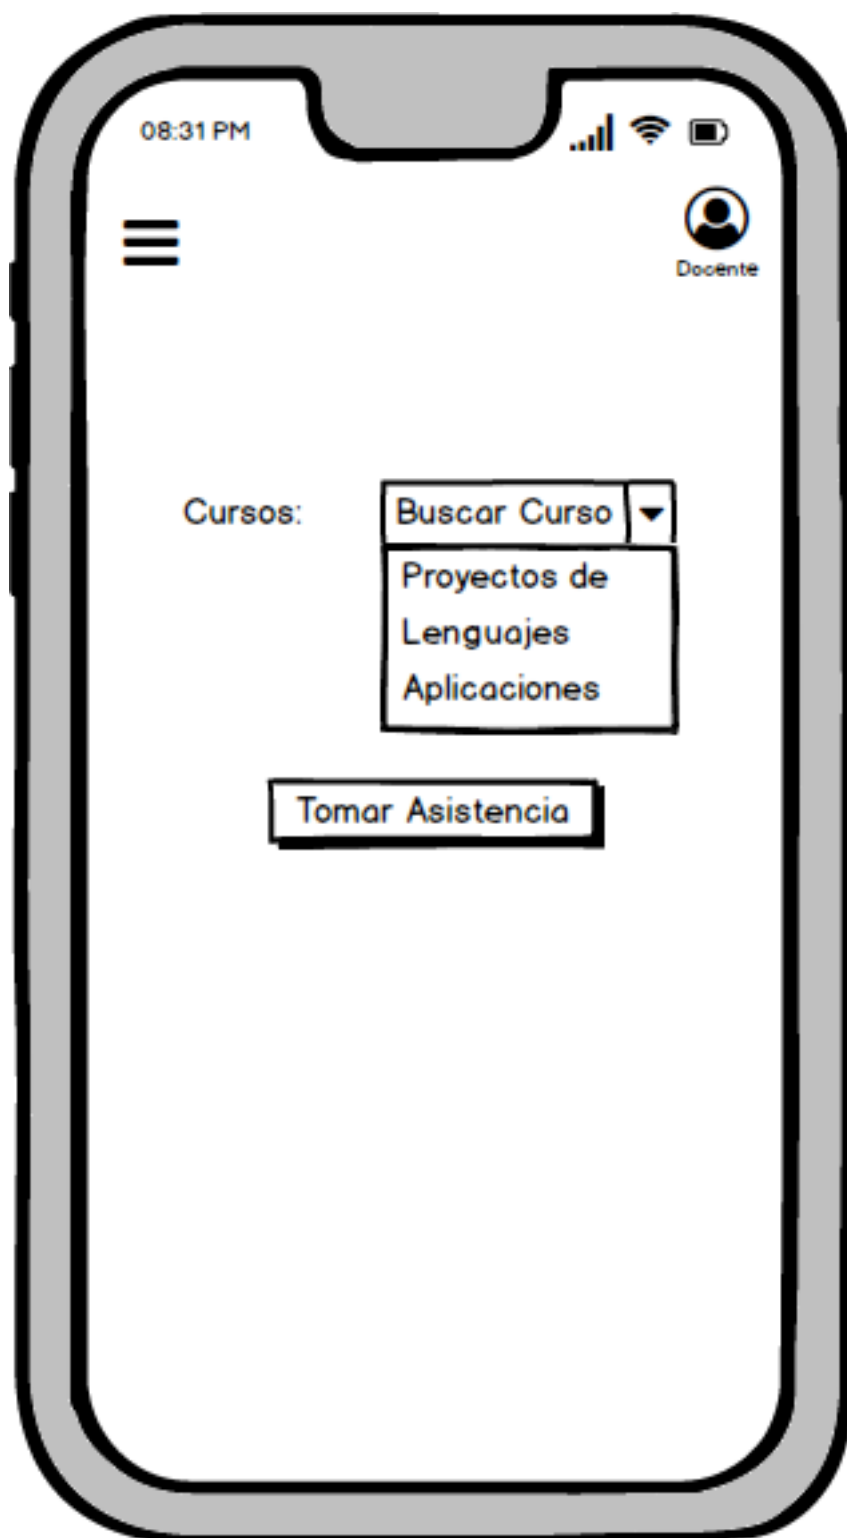 08:31 PM
Docente
Cursos:
Buscar Curso
Proyectos de
Lenguajes
Aplicaciones
Tomar Asistencia